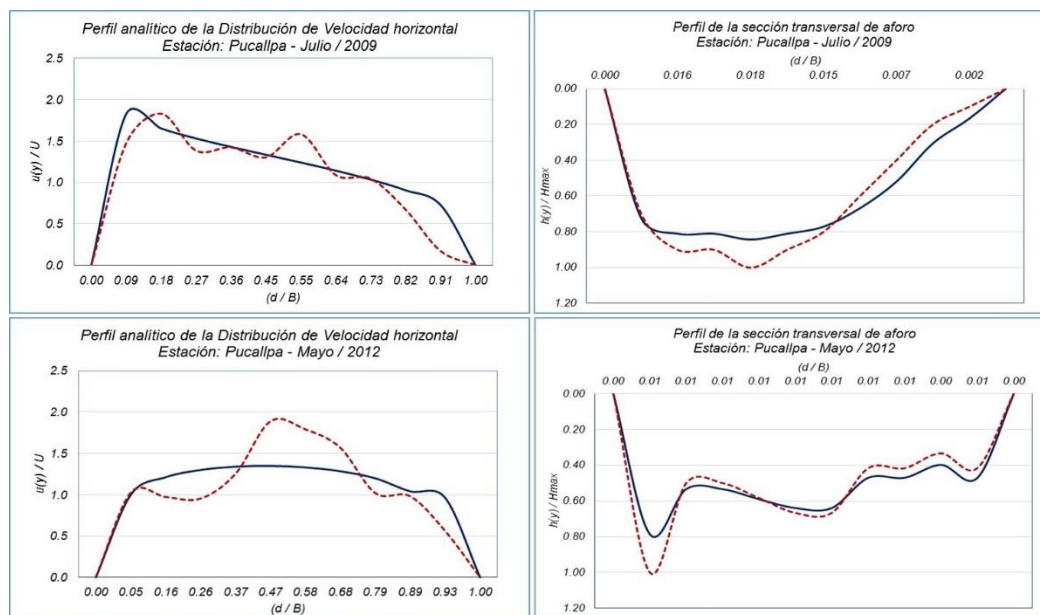 Perfil analítico de la Distribución de Velocidad horizontal
Estación: Pucallpa - Julio / 2009
2.5
2.0
1.5
1.0
0.5
0.0
u(y) / U
0.00 0.09 0.18 0.27 0.36 0.45 0.55 0.64 0.73 0.82 0.91 1.00
(d / B)
Perfil de la sección transversal de aforo
Estación: Pucallpa - Julio / 2009
(d / B)
0.000 0.016 0.018 0.015 0.007 0.002
0.00
0.20
0.40
0.60
0.80
1.00
1.20
h(y) / Hmax
Perfil analítico de la Distribución de Velocidad horizontal
Estación: Pucallpa - Mayo / 2012
2.5
2.0
1.5
1.0
0.5
0.0
u(y) / U
0.00 0.05 0.16 0.26 0.37 0.47 0.58 0.68 0.79 0.89 0.93 1.00
(d / B)
Perfil de la sección transversal de aforo
Estación: Pucallpa - Mayo / 2012
(d / B)
0.00 0.01 0.01 0.01 0.01 0.01 0.01 0.01 0.01 0.00 0.01 0.00
0.00
0.20
0.40
0.60
0.80
1.00
1.20
h(y) / Hmax